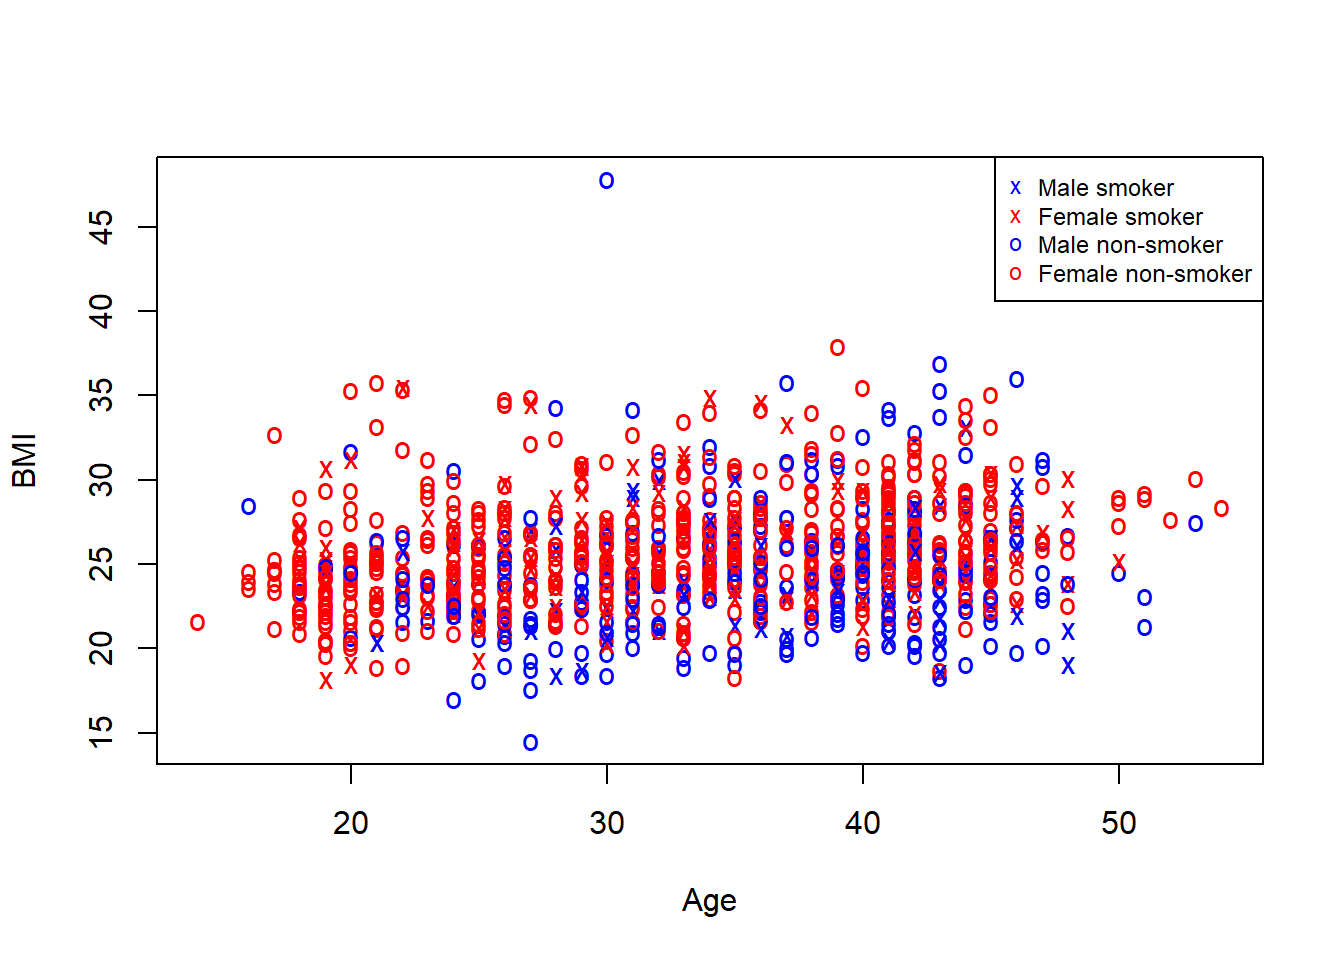 x Male smoker
x Female smoker
o Male non-smoker
o Female non-smoker
BMI
45
40
35
30
25
20
15
20 30 40 50
Age